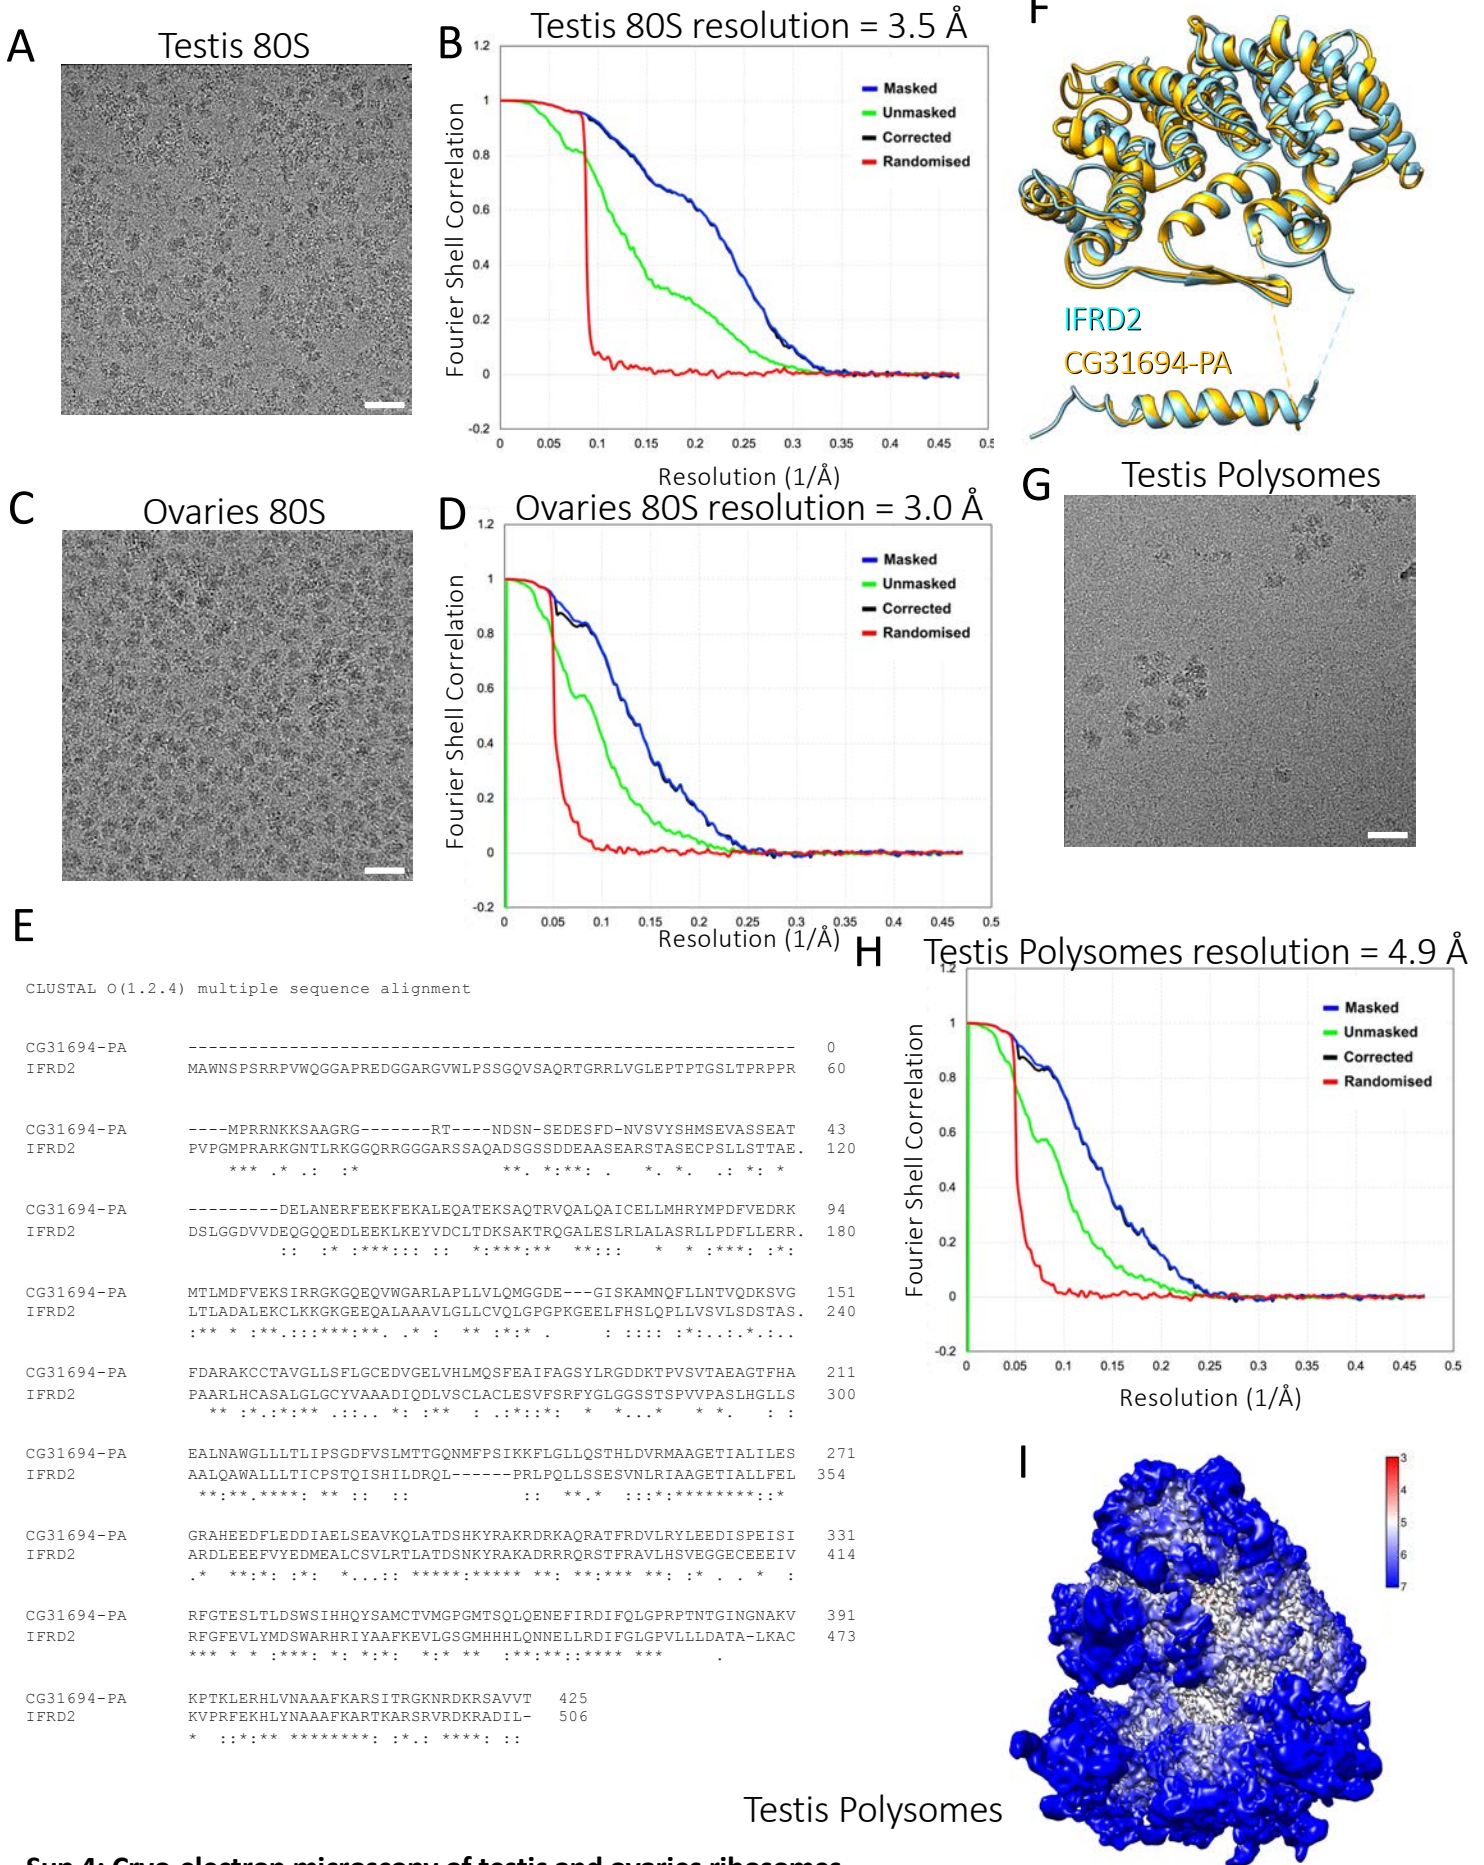 A
Testis 80S
B
Testis 80S resolution = 3.5 Å
Fourier Shell Correlation
1.2
1
0.8
0.6
0.4
0.2
0
-0.2
Masked
Unmasked
Corrected
Randomised
0 0.05 0.1 0.15 0.2 0.25 0.3 0.35 0.4 0.45 0.5
Resolution (1/Å)
F
IFRD2
CG31694-PA
C
Ovaries 80S
D
Ovaries 80S resolution = 3.0 Å
Fourier Shell Correlation
1.2
1
0.8
0.6
0.4
0.2
0
-0.2
Masked
Unmasked
Corrected
Randomised
0 0.05 0.1 0.15 0.2 0.25 0.3 0.35 0.4 0.45 0.5
Resolution (1/Å)
G
Testis Polysomes
E
CLUSTAL O(1.2.4) multiple sequence alignment
CG31694-PA ------------------------------------------------------------ 0
IFRD2 MAWNSPSRRPVWQGGAPREDGGARGVWLPSSGQVSAQRTGRRLVGLEPTPTGSLTPRPPR 60
CG31694-PA ----MPRRNKKSAAGRG-------RT----NDSN-SEDESFD-NVSVYSHMSEVASSEAT 43
IFRD2 PVPGMPRARKGNTLRKGGQRRGGGARSSAQADSGSSDDEAASEARSTASECPSLLSTTAE. 120
*** .* .: :* **. *:**: . *. *. .: *: *
CG31694-PA ---------DELANERFEEKFEKALEQATEKSAQTRVQALQAICELLMHRYMPDFVEDRK 94
IFRD2 DSLGGDVVDEQGQQEDLEEKLKEYVDCLTDKSAKTRQGALESLRLALASRLLPDFLLERR. 180
:: :* :***::: :: *:***:** **::: * * :***: :*:
CG31694-PA MTLMDFVEKSIRRGKGQEQVWGARLAPLLVLQMGGDE---GISKAMNQFLLNTVQDKSVG 151
IFRD2 LTLADALEKCLKKGKGEEQALAAAVLGLLCVQLGPGPKGEELFHSLQPLLVSVLSDSTAS. 240
:** * :**.:::***:**. .* : ** :*:* . : :::: :*:..:.*.:..
CG31694-PA FDARAKCCTAVGLLSFLGCEDVGELVHLMQSFEAIFAGSYLRGDDKTPVSVTAEAGTFHA 211
IFRD2 PAARLHCASALGLGCYVAAADIQDLVSCLACLESVFSRFYGLGGSSTSPVVPASLHGLLS 300
** :*.:*:** .::.. *: :** : .:*::*: * *...* * *. : :
CG31694-PA EALNAWGLLLTLIPSGDFVSLMTTGQNMFPSIKKFLGLLQSTHLDVRMAAGETIALILES 271
IFRD2 AALQAWALLLTICPSTQISHILDRQL------PRLPQLLSSESVNLRIAAGETIALLFEL 354
**:**.****: ** :: :: :: **.* :::*:********::*
CG31694-PA GRAHEEDFLEDDIAELSEAVKQLATDSHKYRAKRDRKAQRATFRDVLRYLEEDISPEISI 331
IFRD2 ARDLEEEFVYEDMEALCSVLRTLATDSNKYRAKADRRRQRSTFRAVLHSVEGGECEEEIV 414
.* **:*: :*: *...:: *****:***** **: **:*** **: :* . . * :
CG31694-PA RFGTESLTLDSWSIHHQYSAMCTVMGPGMTSQLQENEFIRDIFQLGPRPTNTGINGNAKV 391
IFRD2 RFGFEVLYMDSWARHRIYAAFKEVLGSGMHHHLQNNELLRDIFGLGPVLLLDATA-LKAC 473
*** * * :***: *: *:*: *:* ** :**:**::**** *** .
CG31694-PA KPTKLERHLVNAAAFKARSITRGKNRDKRSAVVT 425
IFRD2 KVPRFEKHLYNAAAFKARTKARSRVRDKRADIL- 506
* ::*:** ********: :*.: ****: ::
H
Testis Polysomes resolution = 4.9 Å
Fourier Shell Correlation
1.2
1
0.8
0.6
0.4
0.2
0
-0.2
Masked
Unmasked
Corrected
Randomised
0 0.05 0.1 0.15 0.2 0.25 0.3 0.35 0.4 0.45 0.5
Resolution (1/Å)
I
3
4
5
6
7
Testis Polysomes
Sup 4: Cryo-electron microscopy of testis and ovaries ribosomes